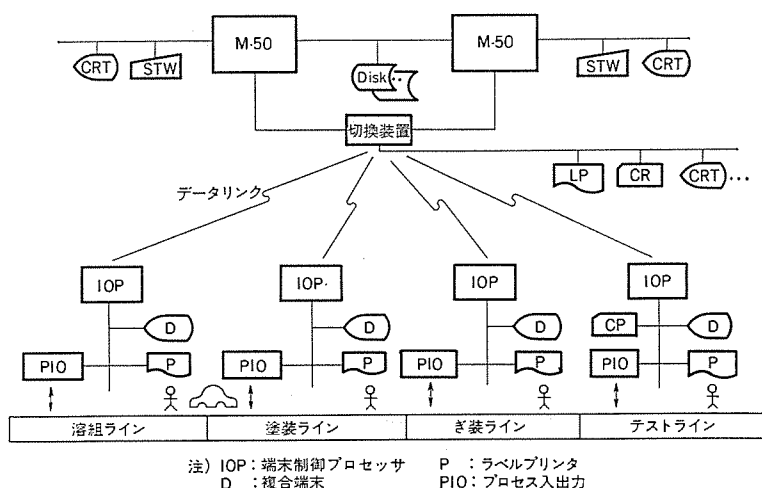 M-50
M-50
CRT
STW
Disk
STW
CRT
切換装置
LP
CR
CRT
データリンク
IOP
IOP
IOP
IOP
D
D
D
CP
D
PIO
P
PIO
P
PIO
P
PIO
P
溶組ライン
塗装ライン
ぎ装ライン
テストライン
注) IOP:端末制御プロセッサ P :ラベルプリンタ
D :複合端末 PIO:プロセス入出力